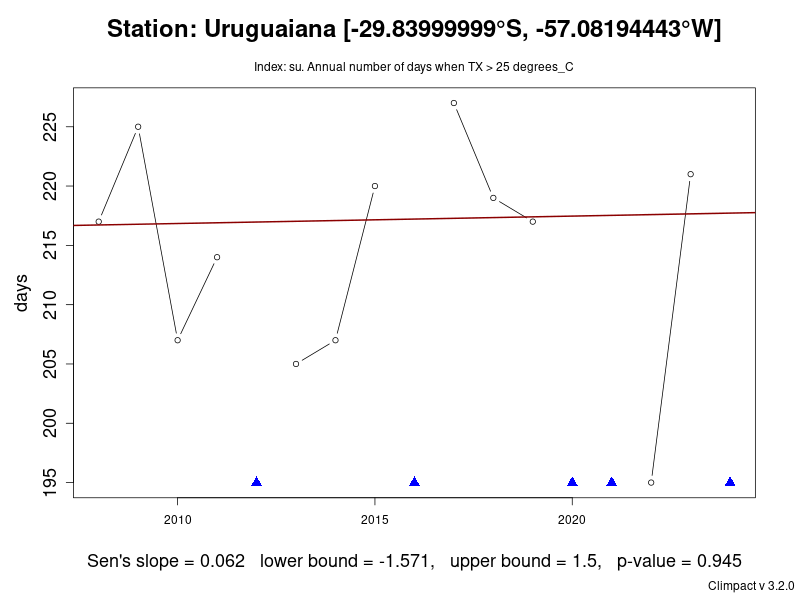 Station: Uruguaiana [-29.83999999°S, -57.08194443°W]
Index: su. Annual number of days when TX > 25 degrees_C
days
225
220
215
210
205
200
195
2010 2015 2020
Sen's slope = 0.062 lower bound = -1.571, upper bound = 1.5, p-value = 0.945
Climpact v 3.2.0